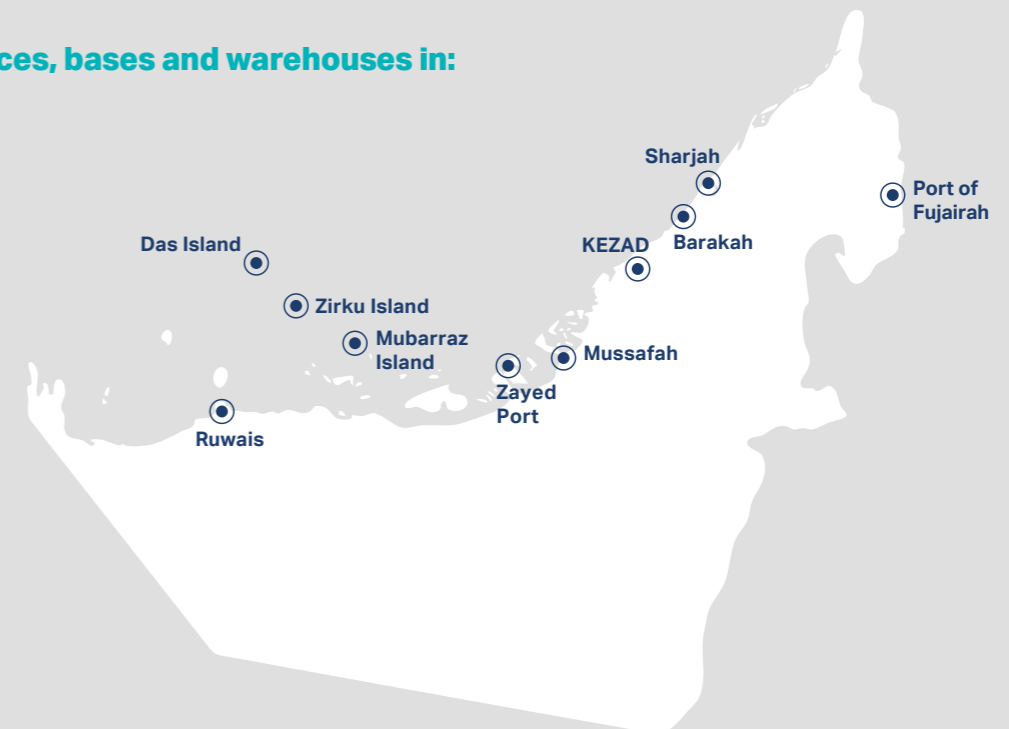 ces, bases and warehouses in:
Sharjah
Port of
Fujairah
Das Island
KEZAD
Barakah
Zirku Island
Mubarraz
Island
Mussafah
Zayed
Port
Ruwais